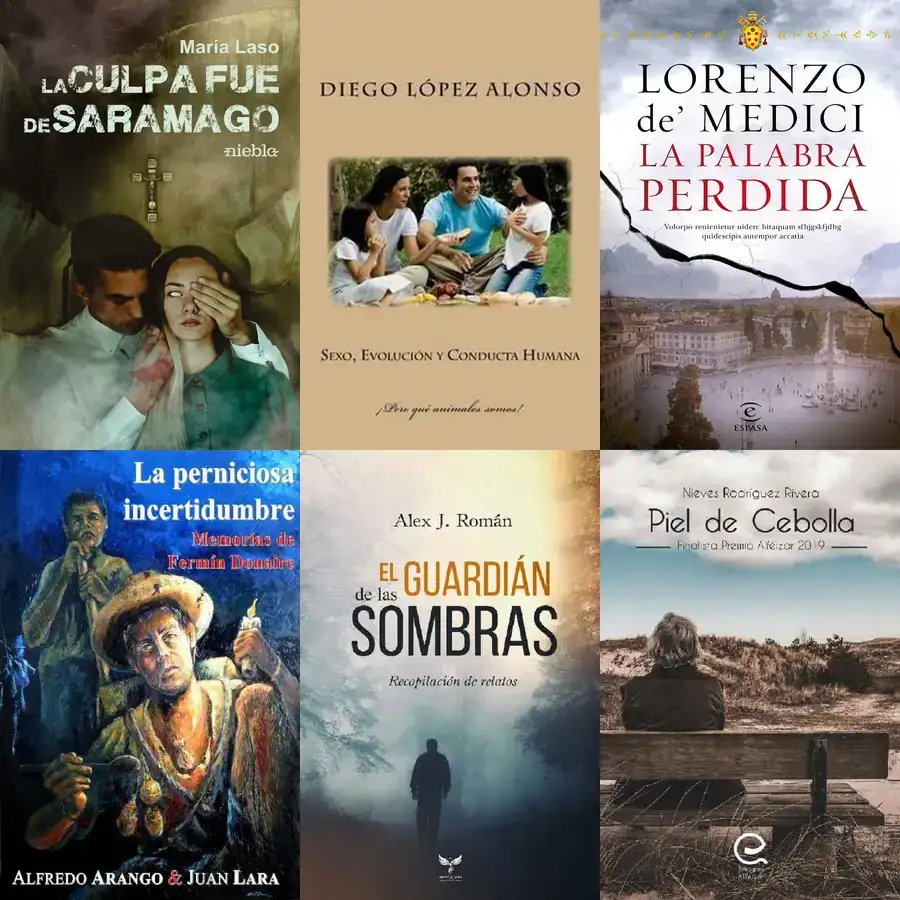 María Laso
LA CULPA FUE
DE SARAMAGO
niebla
DIEGO LÓPEZ ALONSO
SEXO, EVOLUCIÓN Y CONDUCTA HUMANA
¡Pero qué animales somos!
LORENZO
de' MEDICI
LA PALABRA
PERDIDA
Volorpo renienietur uiderc hitaquam sfhjgskfjdhg
quidescipis autempor accatia
ESPASA
La perniciosa
incertidumbre
Memorias de
Fermín Donaire
ALFREDO ARANGO & JUAN LARA
Alex J. Román
EL GUARDIÁN
de las
SOMBRAS
Recopilación de relatos
Nieves Rodríguez Rivera
Piel de Cebolla
Finalista Premio Alféizar 2019